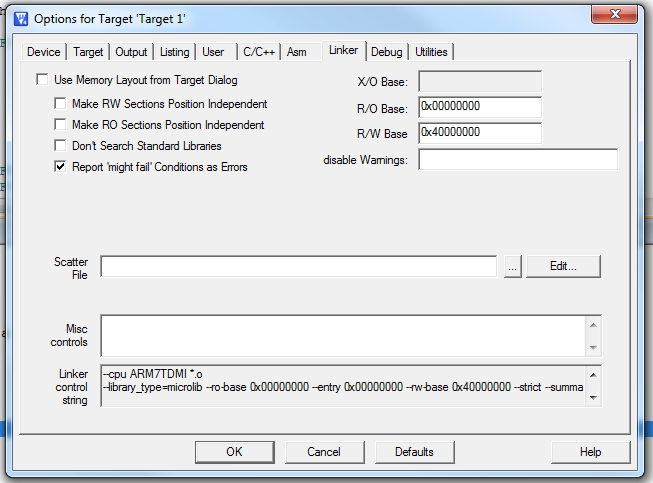 Options for Target 'Target 1'
Device Target Output Listing User C/C++ Asm Linker Debug Utilities
Use Memory Layout from Target Dialog
Make RW Sections Position Independent
Make RO Sections Position Independent
Don't Search Standard Libraries
Report 'might fail' Conditions as Errors
X/O Base:
R/O Base: 0x00000000
R/W Base 0x40000000
disable Warnings:
Scatter
File
... Edit...
Misc
controls
Linker
control
string
--cpu ARM7TDMI *.o
--library_type=microlib --ro-base 0x00000000 --entry 0x00000000 --rw-base 0x40000000 --strict --summa
OK Cancel Defaults Help